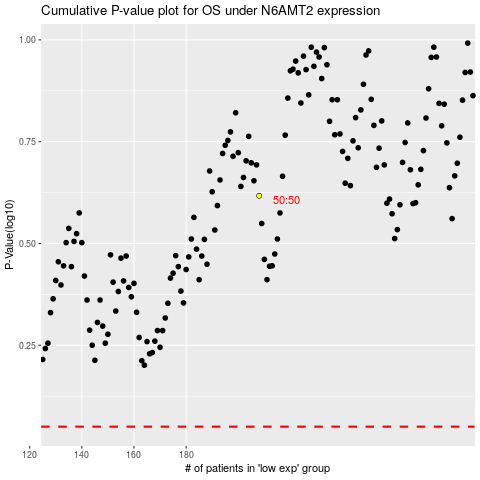 Cumulative P-value plot for OS under N6AMT2 expression
1.00
0.75
0.50
0.25
P-Value(log10)
50:50
120 140 160 180
# of patients in 'low exp' group